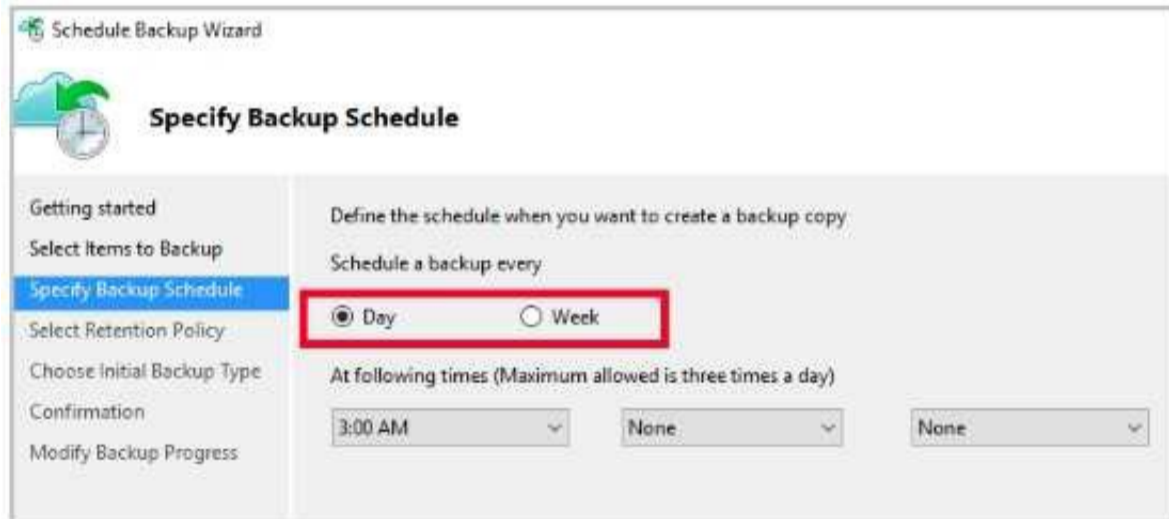 Schedule Backup Wizard
Specify Backup Schedule
Getting started
Select Items to Backup
Specify Backup Schedule
Select Retention Policy
Choose Initial Backup Type
Confirmation
Modify Backup Progress
Define the schedule when you want to create a backup copy
Schedule a backup every
Day Week
At following times (Maximum allowed is three times a day)
3:00 AM None None